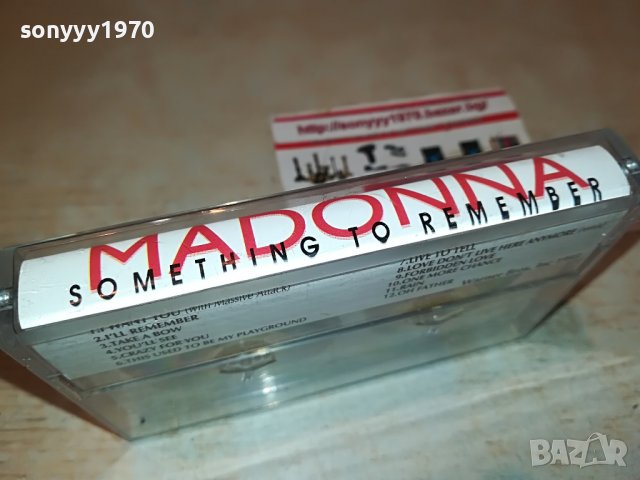 sonyyy1970
http://sonyyy1970.bazar.bg/
MADONNA
SOMETHING TO REMEMBER
1.I WANT YOU (with Massive Attack)
2.I'LL REMEMBER
3.TAKE A BOW
4.YOU'LL SEE
5.CRAZY FOR YOU
6.THIS USED TO BE MY PLAYGROUND
7.LIVE TO TELL
8.LOVE DON'T LIVE HERE ANYMORE
9.FORBIDDEN LOVE
10.ONE MORE CHANCE
11.RAIN
12.OH FATHER
BAZAR